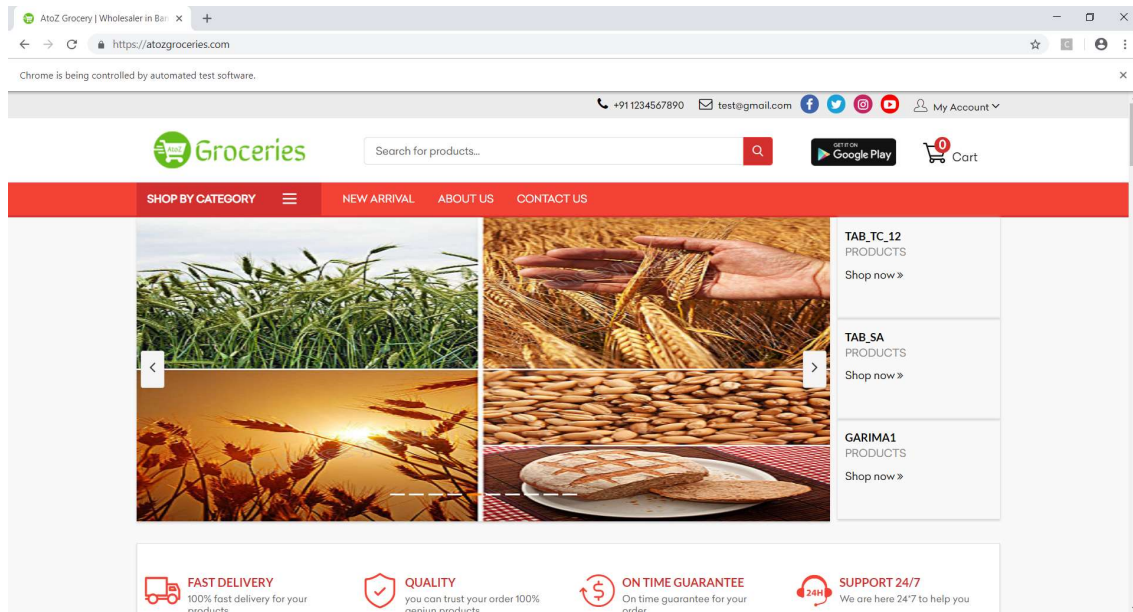 AtoZ Grocery | Wholesaler in Ban
https://atozgroceries.com
Chrome is being controlled by automated test software.
+91 1234567890 test@gmail.com My Account
AtoZ Groceries
Search for products...
GET IT ON
Google Play
0
Cart
SHOP BY CATEGORY NEW ARRIVAL ABOUT US CONTACT US
TAB_TC_12
PRODUCTS
Shop now »
TAB_SA
PRODUCTS
Shop now »
GARIMA1
PRODUCTS
Shop now »
FAST DELIVERY
100% fast delivery for your
products
QUALITY
you can trust your order 100%
geniun products
ON TIME GUARANTEE
On time guarantee for your
order
24H
SUPPORT 24/7
We are here 24*7 to help you